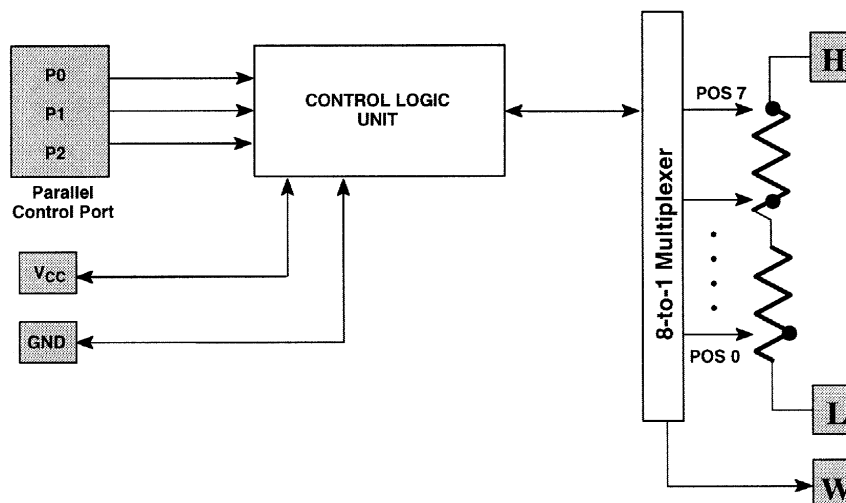 P0
P1
P2
Parallel
Control Port
VCC
GND
CONTROL LOGIC
UNIT
8-to-1 Multiplexer
POS 7
POS 0
H
L
W